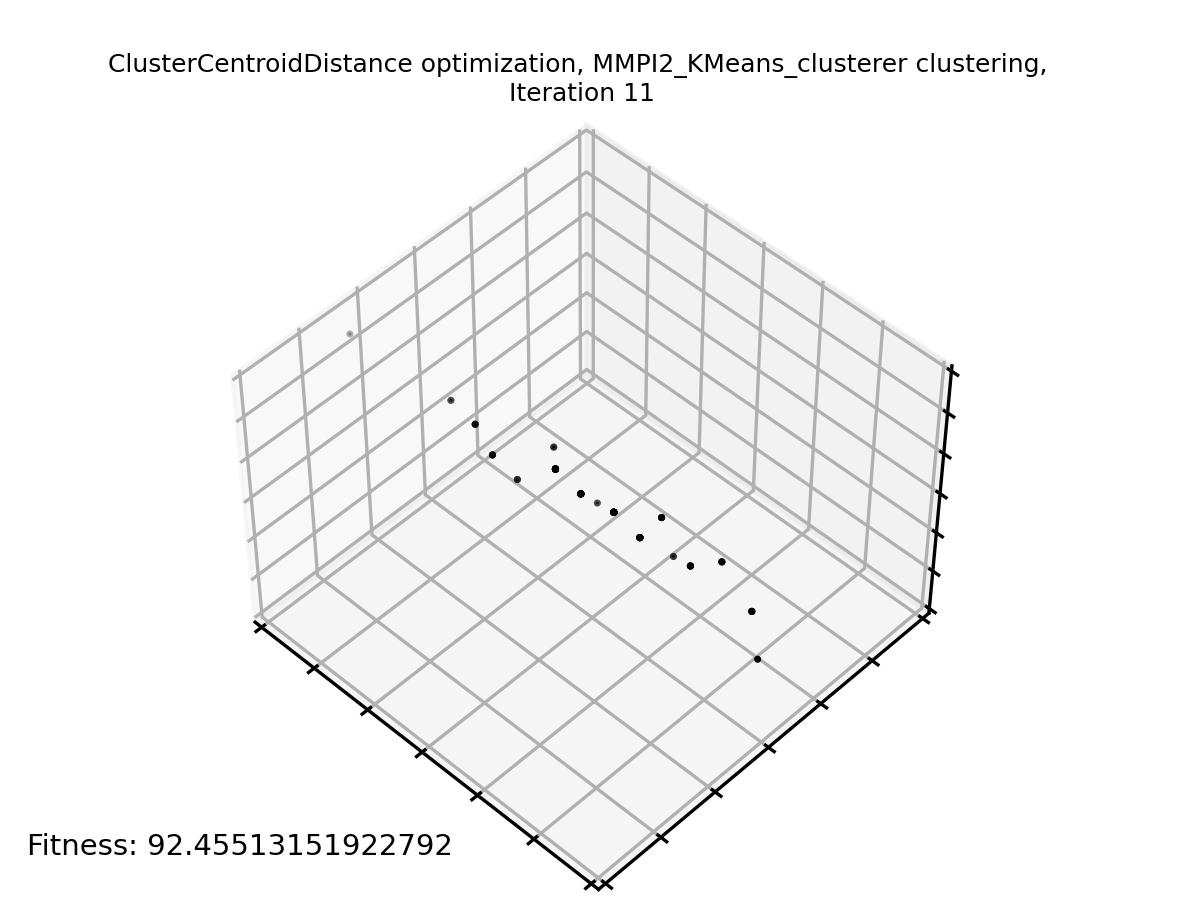 ClusterCentroidDistance optimization, MMPI2_KMeans_clusterer clustering,
Iteration 11
Fitness: 92.45513151922792